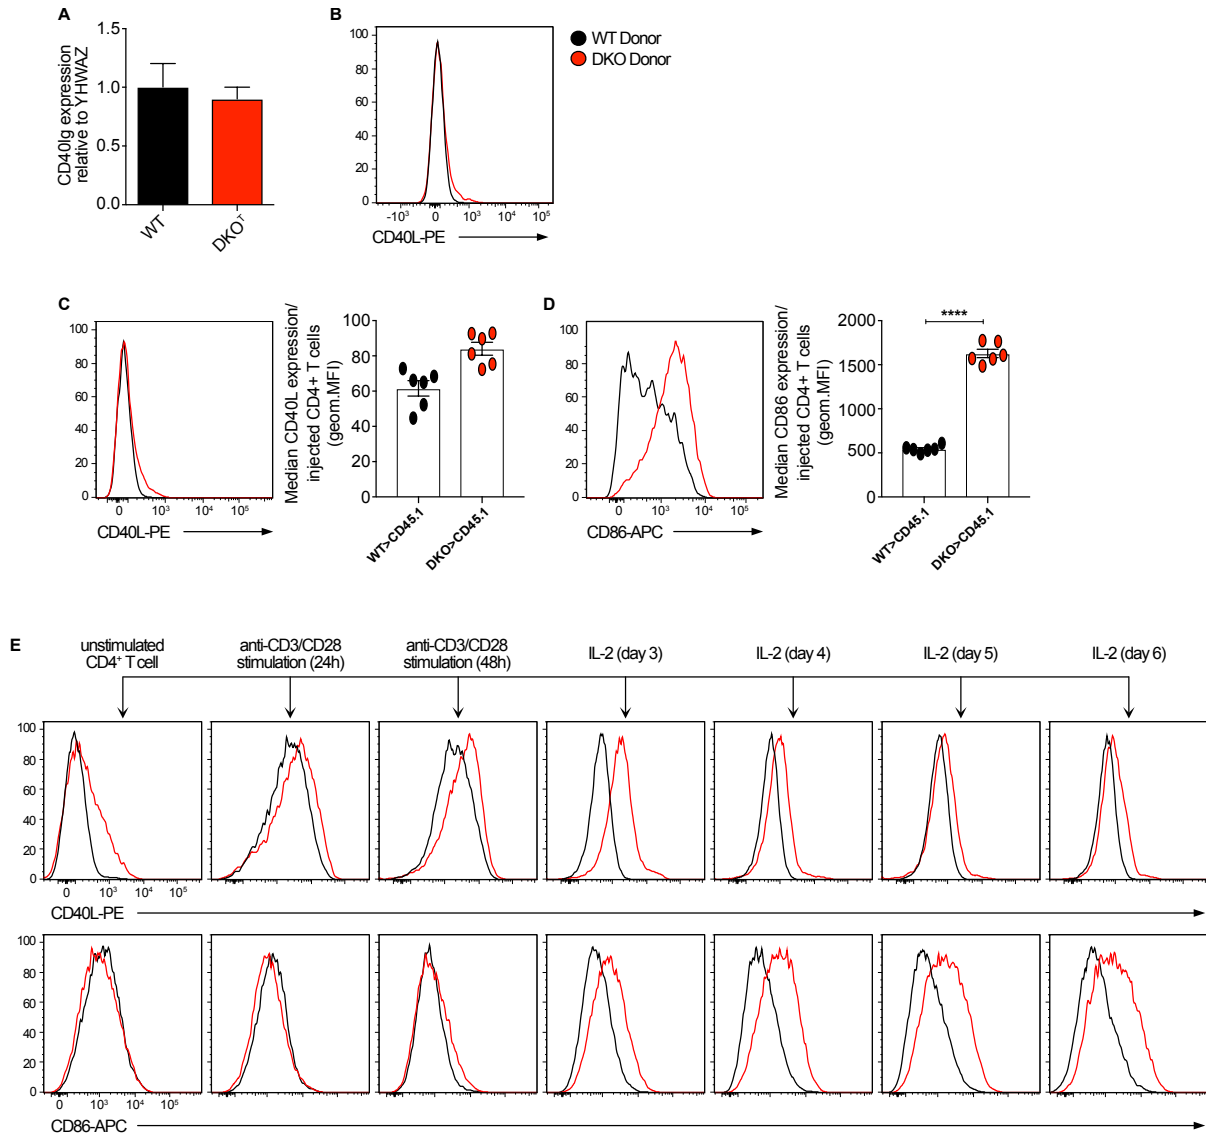 A
CD40lg expression
relative to YHWAZ
1.5
1.0
0.5
0.0
WT
DKOᵀ
B
100
80
60
40
20
0
-10³ 0 10³ 10⁴ 10⁵
CD40L-PE
WT Donor
DKO Donor
C
100
80
60
40
20
0
0 10³ 10⁴ 10⁵
CD40L-PE
Median CD40L expression/
injected CD4+ T cells
(geom.MFI)
100
80
60
40
20
0
WT>CD45.1
DKO>CD45.1
D
100
80
60
40
20
0
0 10³ 10⁴ 10⁵
CD86-APC
Median CD86 expression/
injected CD4+ T cells
(geom.MFI)
2000
1500
1000
500
0
****
WT>CD45.1
DKO>CD45.1
E
unstimulated
CD4⁺ T cell
anti-CD3/CD28
stimulation (24h)
anti-CD3/CD28
stimulation (48h)
IL-2 (day 3)
IL-2 (day 4)
IL-2 (day 5)
IL-2 (day 6)
100
80
60
40
20
0
0 10³ 10⁴ 10⁵
CD40L-PE
100
80
60
40
20
0
0 10³ 10⁴ 10⁵
CD86-APC